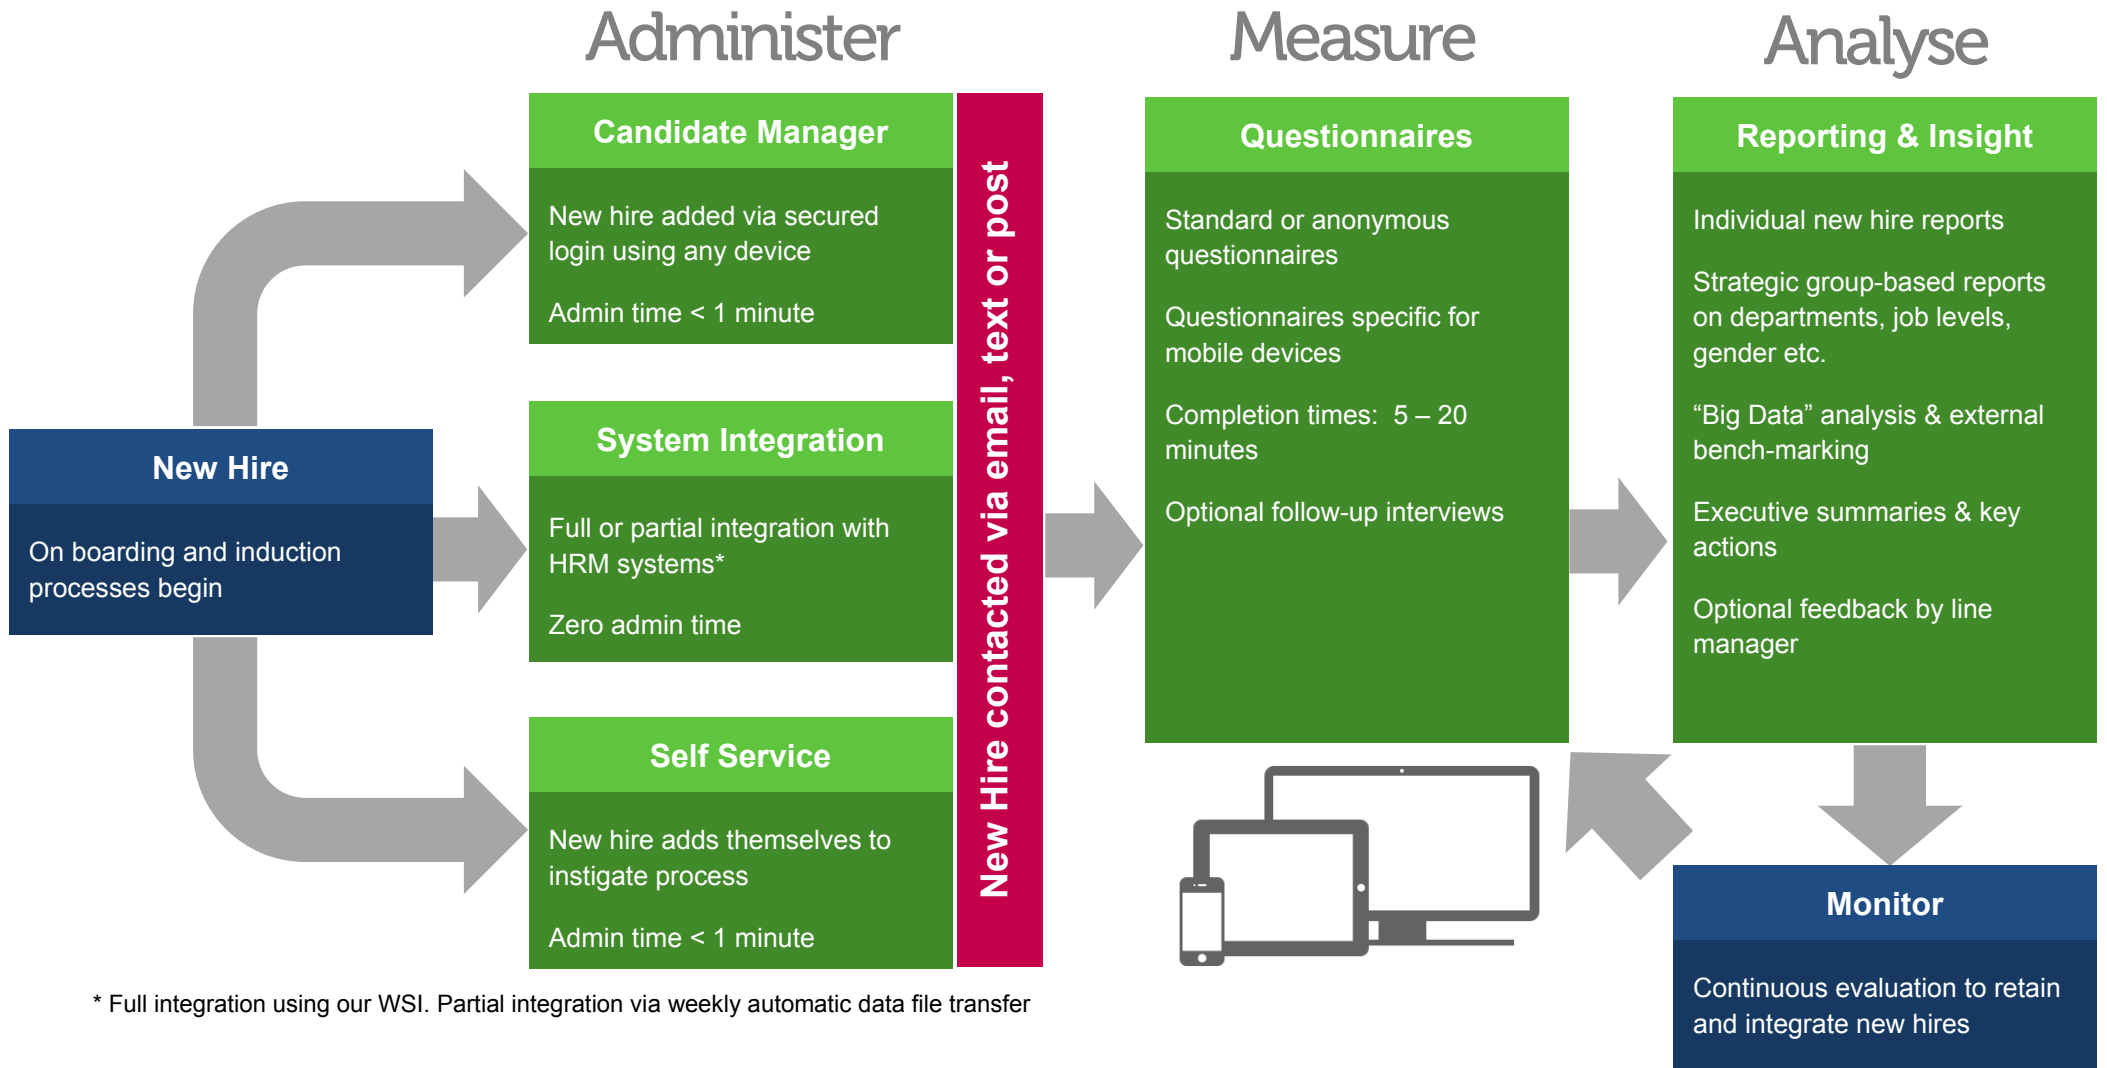 Administer
Measure
Analyse
New Hire
On boarding and induction
processes begin
Candidate Manager
New hire added via secured
login using any device
Admin time < 1 minute
System Integration
Full or partial integration with
HRM systems*
Zero admin time
Self Service
New hire adds themselves to
instigate process
Admin time < 1 minute
New Hire contacted via email, text or post
Questionnaires
Standard or anonymous
questionnaires
Questionnaires specific for
mobile devices
Completion times:  5 – 20
minutes
Optional follow-up interviews
Reporting & Insight
Individual new hire reports
Strategic group-based reports
on departments, job levels,
gender etc.
“Big Data” analysis & external
bench-marking
Executive summaries & key
actions
Optional feedback by line
manager
Monitor
Continuous evaluation to retain
and integrate new hires
* Full integration using our WSI. Partial integration via weekly automatic data file transfer